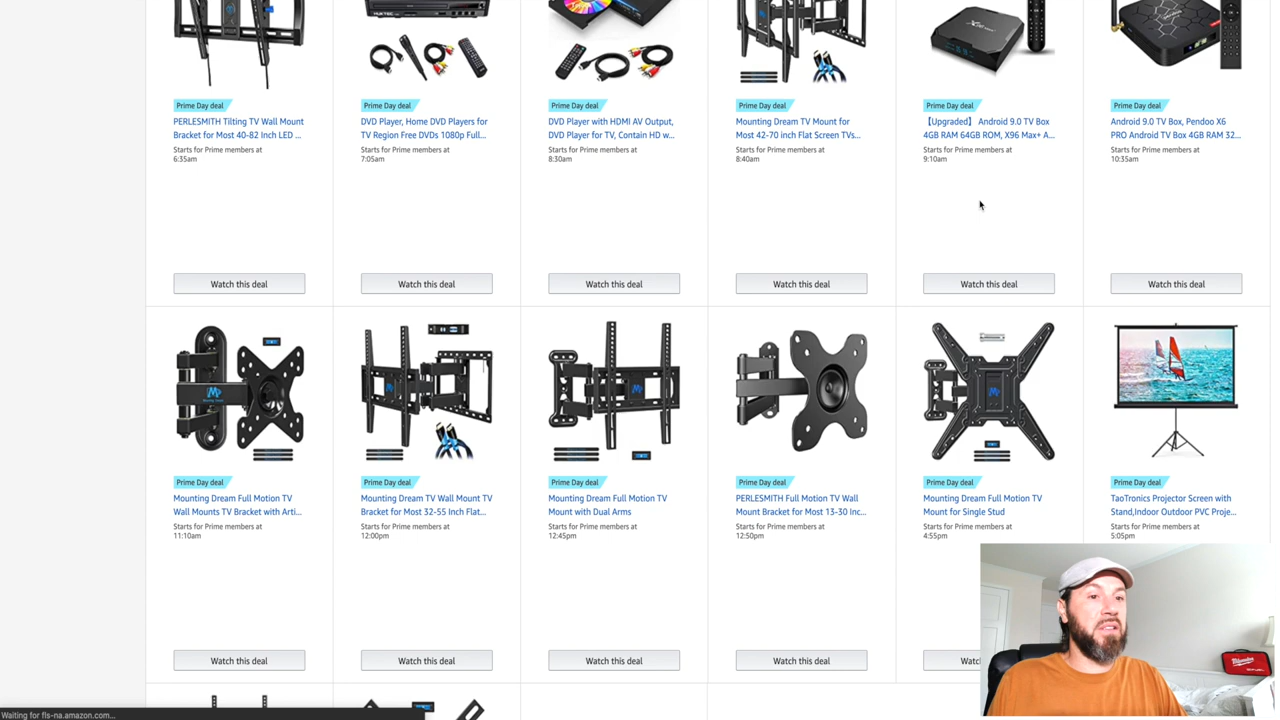 Prime Day deal
PERLESMITH Tilting TV Wall Mount
Bracket for Most 40-82 Inch LED ...
Starts for Prime members at
6:35am
Watch this deal
Prime Day deal
DVD Player, Home DVD Players for
TV Region Free DVDs 1080p Full...
Starts for Prime members at
7:05am
Watch this deal
Prime Day deal
DVD Player with HDMI AV Output,
DVD Player for TV, Contain HD w...
Starts for Prime members at
8:30am
Watch this deal
Prime Day deal
Mounting Dream TV Mount for
Most 42-70 inch Flat Screen TVs...
Starts for Prime members at
8:40am
Watch this deal
Prime Day deal
【Upgraded】 Android 9.0 TV Box
4GB RAM 64GB ROM, X96 Max+ A...
Starts for Prime members at
9:10am
Watch this deal
Prime Day deal
Android 9.0 TV Box, Pendoo X6
PRO Android TV Box 4GB RAM 32...
Starts for Prime members at
10:35am
Watch this deal
Prime Day deal
Mounting Dream Full Motion TV
Wall Mounts TV Bracket with Arti...
Starts for Prime members at
11:10am
Watch this deal
Prime Day deal
Mounting Dream TV Wall Mount TV
Bracket for Most 32-55 Inch Flat...
Starts for Prime members at
12:00pm
Watch this deal
Prime Day deal
Mounting Dream Full Motion TV
Mount with Dual Arms
Starts for Prime members at
12:45pm
Watch this deal
Prime Day deal
PERLESMITH Full Motion TV Wall
Mount Bracket for Most 13-30 Inc...
Starts for Prime members at
12:50pm
Watch this deal
Prime Day deal
Mounting Dream Full Motion TV
Mount for Single Stud
Starts for Prime members at
4:55pm
Watc
Prime Day deal
TaoTronics Projector Screen with
Stand,Indoor Outdoor PVC Proje...
Starts for Prime members at
5:05pm
Milwaukee
Waiting for fls-na.amazon.com...